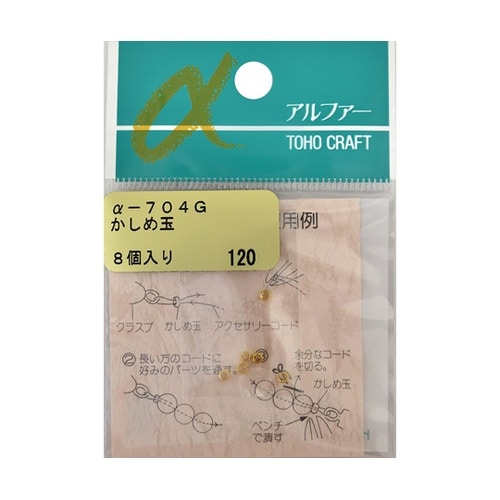 α
アルファー
TOHO CRAFT
α-704G
かしめ玉
8個入り 120
用例
クラスプ かしめ玉 アクセサリーコード
② 長い方のコードに
好みのパーツを通す。
③
余分なコード
を切る。
かしめ玉
ペンチ
で潰す